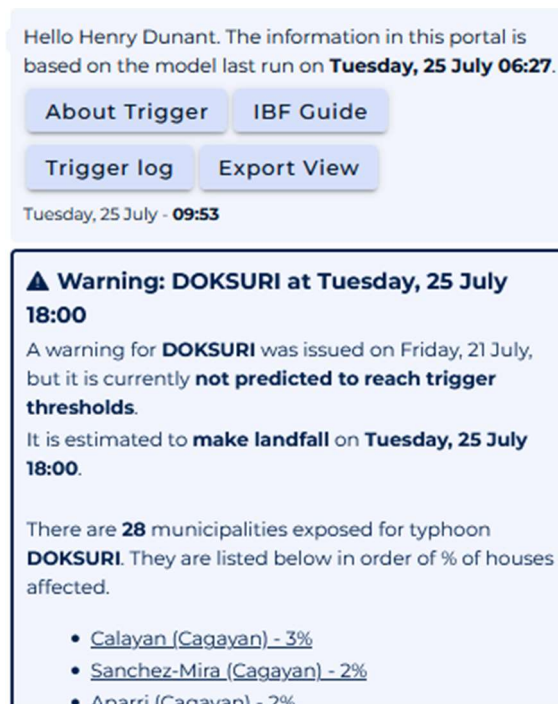 Hello Henry Dunant. The information in this portal is
based on the model last run on Tuesday, 25 July 06:27.
About Trigger
IBF Guide
Trigger log
Export View
Tuesday, 25 July - 09:53
Warning: DOKSURI at Tuesday, 25 July
18:00
A warning for DOKSURI was issued on Friday, 21 July,
but it is currently not predicted to reach trigger
thresholds.
It is estimated to make landfall on Tuesday, 25 July
18:00.
There are 28 municipalities exposed for typhoon
DOKSURI. They are listed below in order of % of houses
affected.
• Calayan (Cagayan) - 3%
• Sanchez-Mira (Cagayan) - 2%
• Aparri (Cagayan) - 2%